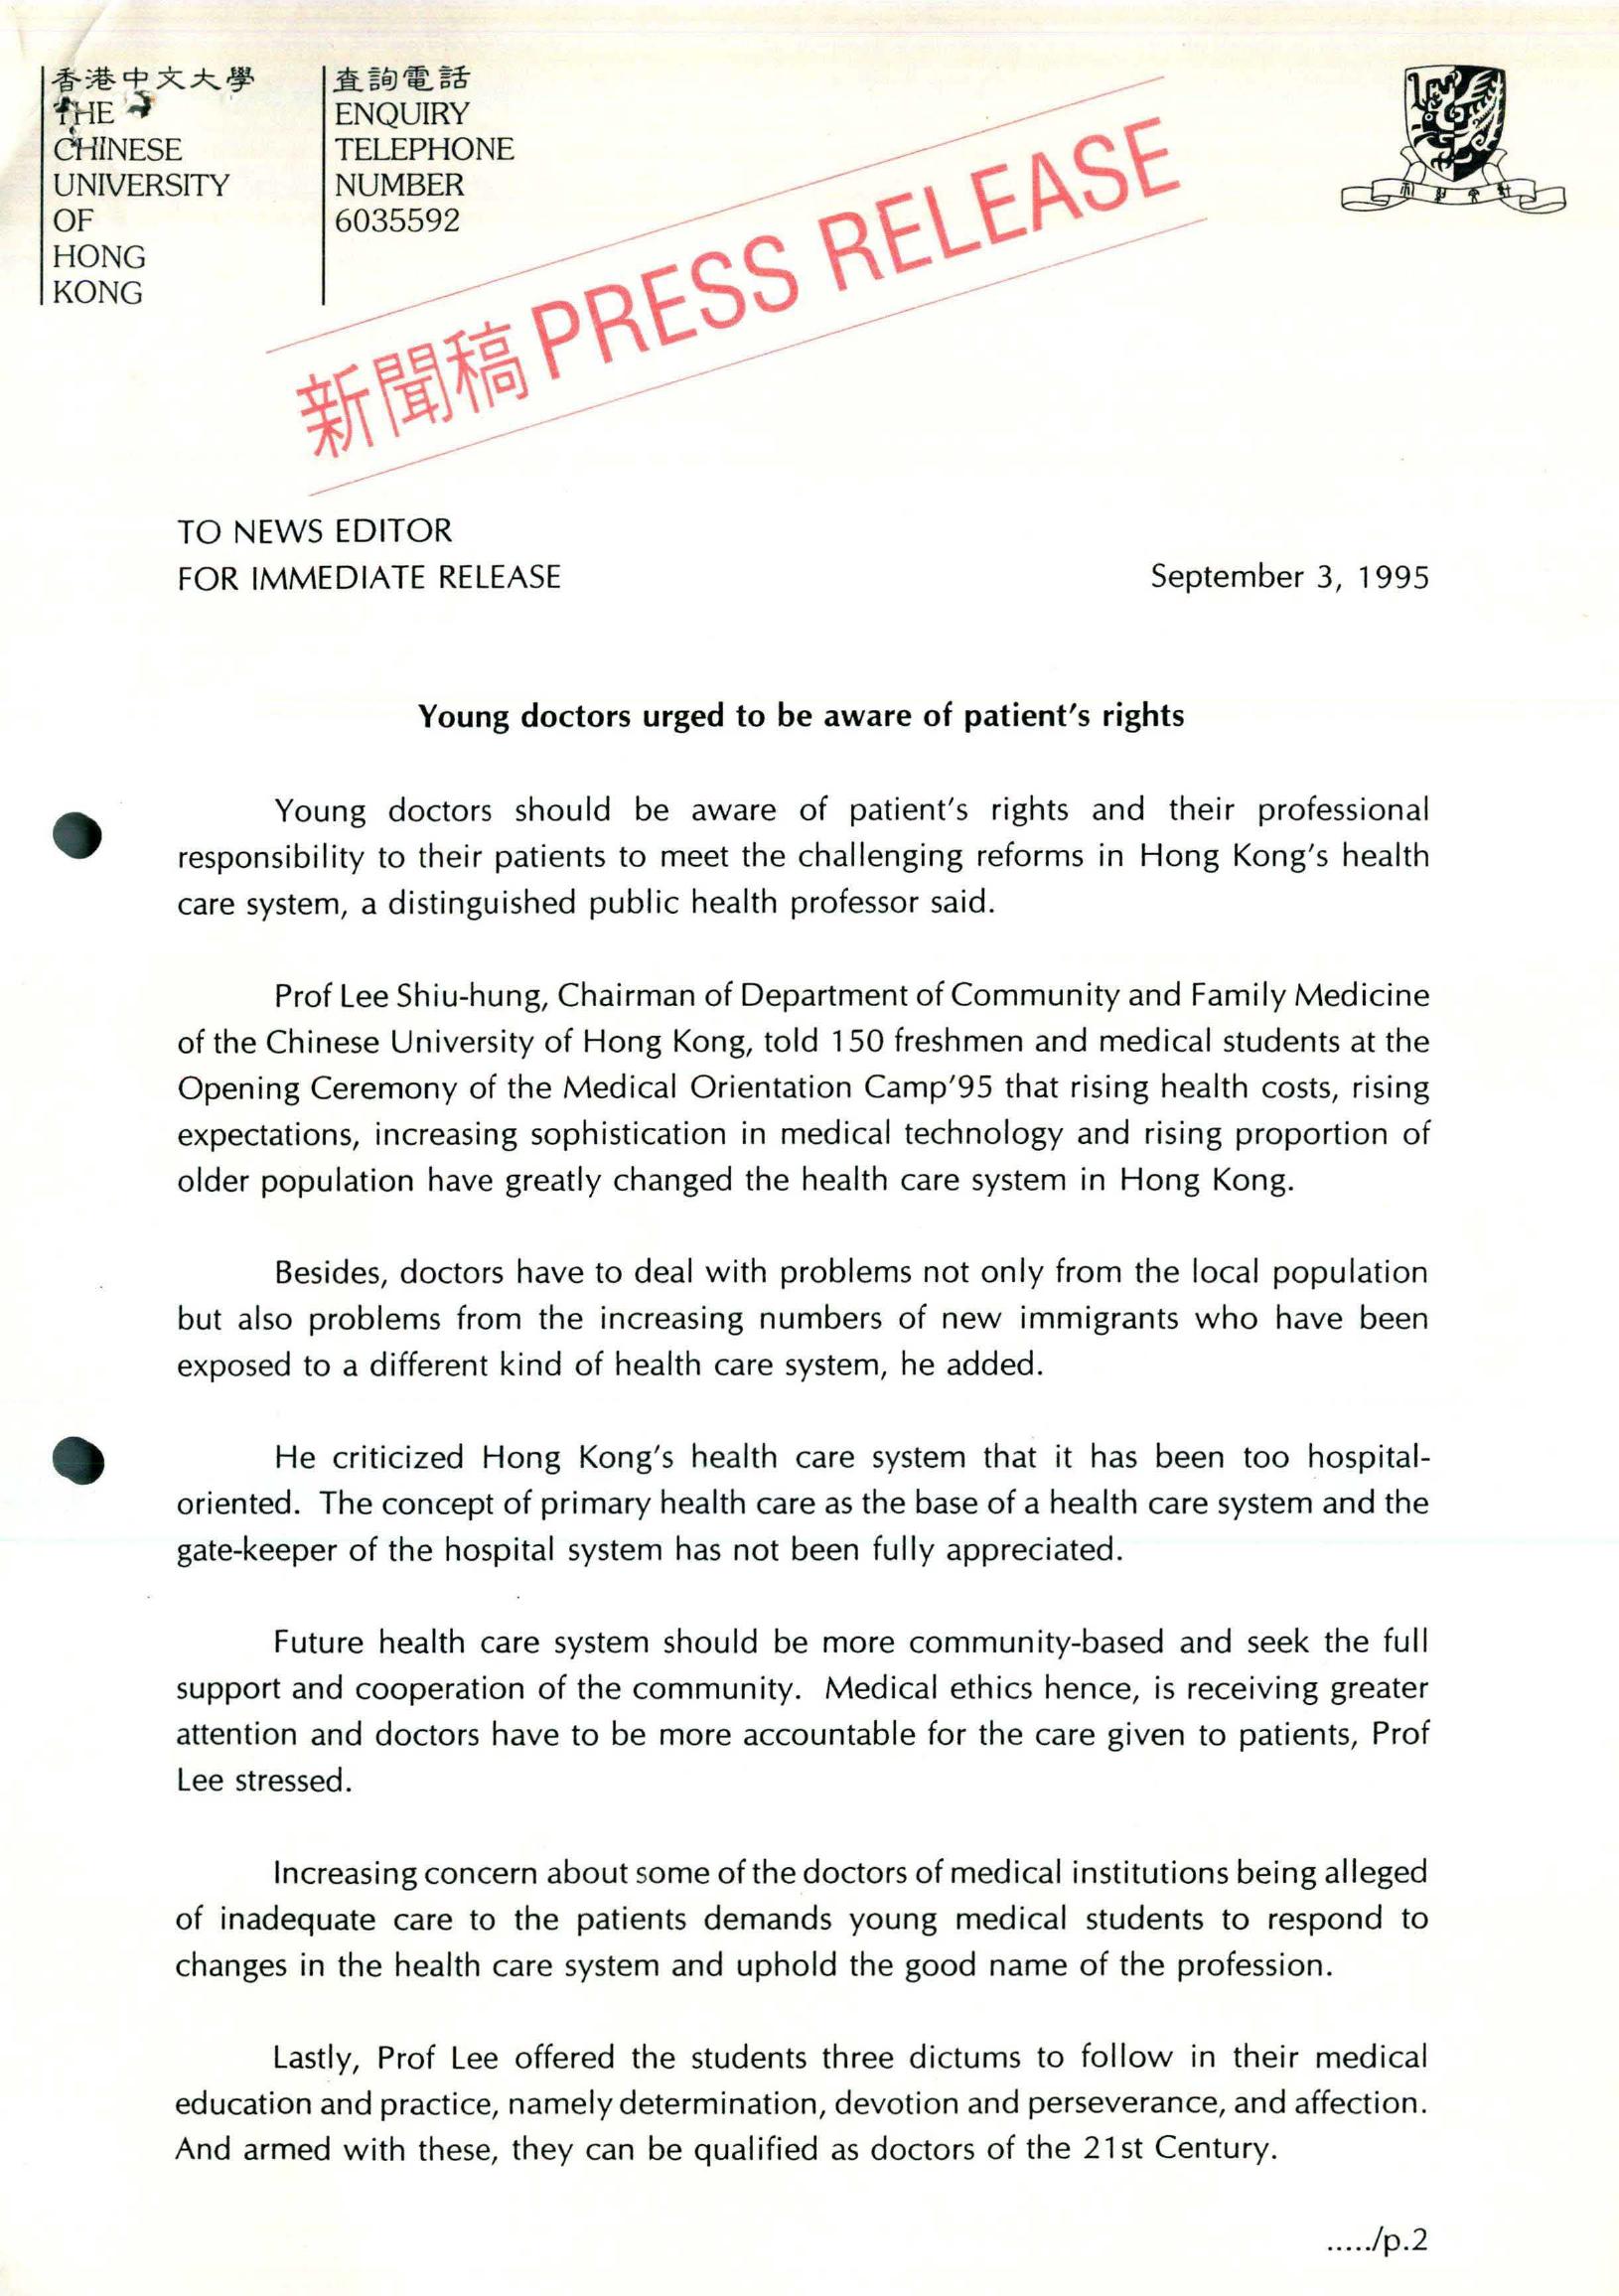 香港中文大學
THE
CHINESE
UNIVERSITY
OF
HONG
KONG
查詢電話
ENQUIRY
TELEPHONE
NUMBER
6035592
新聞稿 PRESS RELEASE
TO NEWS EDITOR
FOR IMMEDIATE RELEASE
September 3, 1995
Young doctors urged to be aware of patient's rights
Young doctors should be aware of patient's rights and their professional
responsibility to their patients to meet the challenging reforms in Hong Kong's health
care system, a distinguished public health professor said.
Prof Lee Shiu-hung, Chairman of Department of Community and Family Medicine
of the Chinese University of Hong Kong, told 150 freshmen and medical students at the
Opening Ceremony of the Medical Orientation Camp'95 that rising health costs, rising
expectations, increasing sophistication in medical technology and rising proportion of
older population have greatly changed the health care system in Hong Kong.
Besides, doctors have to deal with problems not only from the local population
but also problems from the increasing numbers of new immigrants who have been
exposed to a different kind of health care system, he added.
He criticized Hong Kong's health care system that it has been too hospital-
oriented. The concept of primary health care as the base of a health care system and the
gate-keeper of the hospital system has not been fully appreciated.
Future health care system should be more community-based and seek the full
support and cooperation of the community. Medical ethics hence, is receiving greater
attention and doctors have to be more accountable for the care given to patients, Prof
Lee stressed.
Increasing concern about some of the doctors of medical institutions being alleged
of inadequate care to the patients demands young medical students to respond to
changes in the health care system and uphold the good name of the profession.
Lastly, Prof Lee offered the students three dictums to follow in their medical
education and practice, namely determination, devotion and perseverance, and affection.
And armed with these, they can be qualified as doctors of the 21st Century.
...../p.2